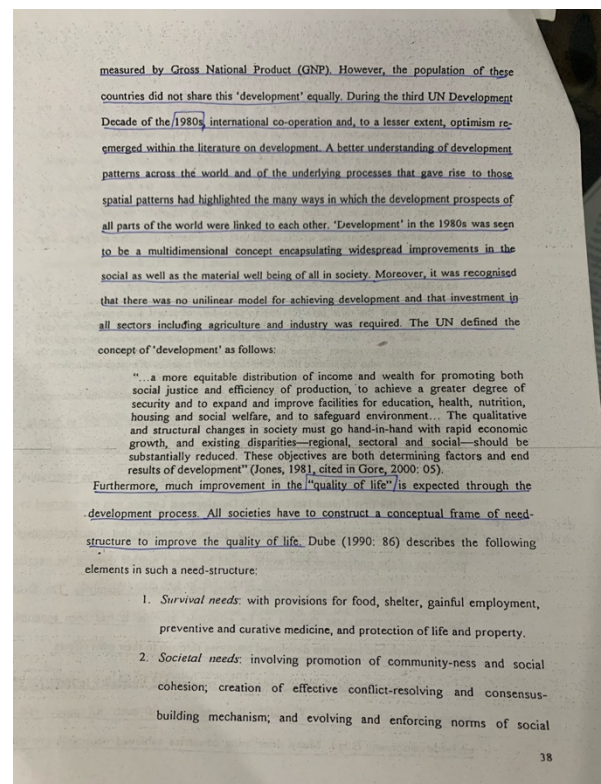 measured by Gross National Product (GNP). However, the population of these
countries did not share this 'development' equally. During the third UN Development
Decade of the 1980s, international co-operation and, to a lesser extent, optimism re-
emerged within the literature on development. A better understanding of development
patterns across the world and of the underlying processes that gave rise to those
spatial patterns had highlighted the many ways in which the development prospects of
all parts of the world were linked to each other. 'Development' in the 1980s was seen
to be a multidimensional concept encapsulating widespread improvements in the
social as well as the material well being of all in society. Moreover, it was recognised
that there was no unilinear model for achieving development and that investment in
all sectors including agriculture and industry was required. The UN defined the
concept of 'development' as follows:
"...a more equitable distribution of income and wealth for promoting both
social justice and efficiency of production, to achieve a greater degree of
security and to expand and improve facilities for education, health, nutrition,
housing and social welfare, and to safeguard environment... The qualitative
and structural changes in society must go hand-in-hand with rapid economic
growth, and existing disparities—regional, sectoral and social—should be
substantially reduced. These objectives are both determining factors and end
results of development" (Jones, 1981, cited in Gore, 2000: 05).
Furthermore, much improvement in the "quality of life" is expected through the
development process. All societies have to construct a conceptual frame of need-
structure to improve the quality of life. Dube (1990: 86) describes the following
elements in such a need-structure:
1. Survival needs: with provisions for food, shelter, gainful employment,
preventive and curative medicine, and protection of life and property.
2. Societal needs: involving promotion of community-ness and social
cohesion; creation of effective conflict-resolving and consensus-
building mechanism; and evolving and enforcing norms of social
38